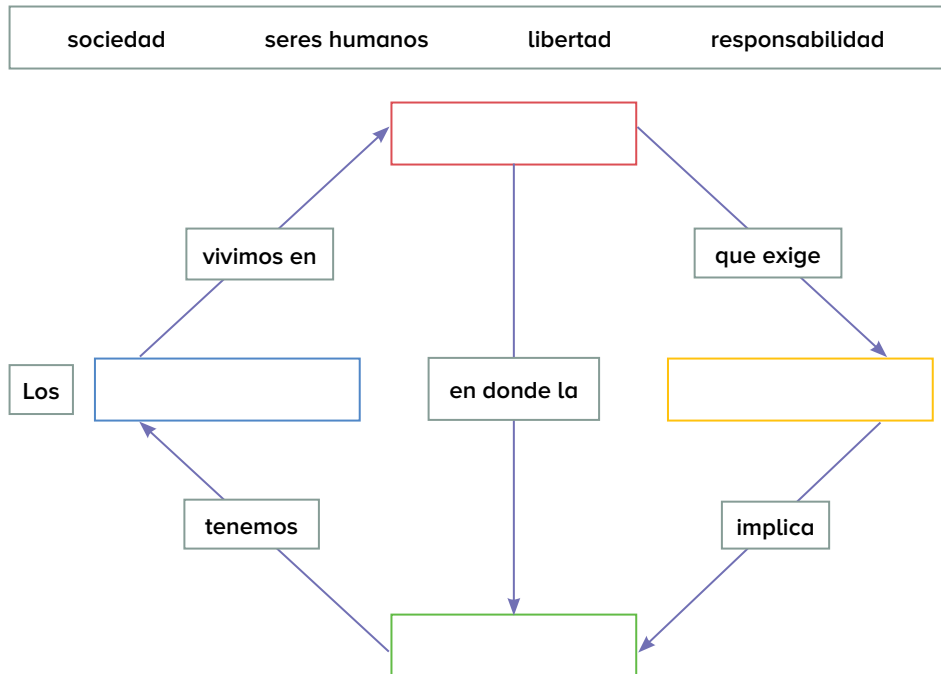 sociedad seres humanos libertad responsabilidad
vivimos en
que exige
Los
en donde la
tenemos
implica